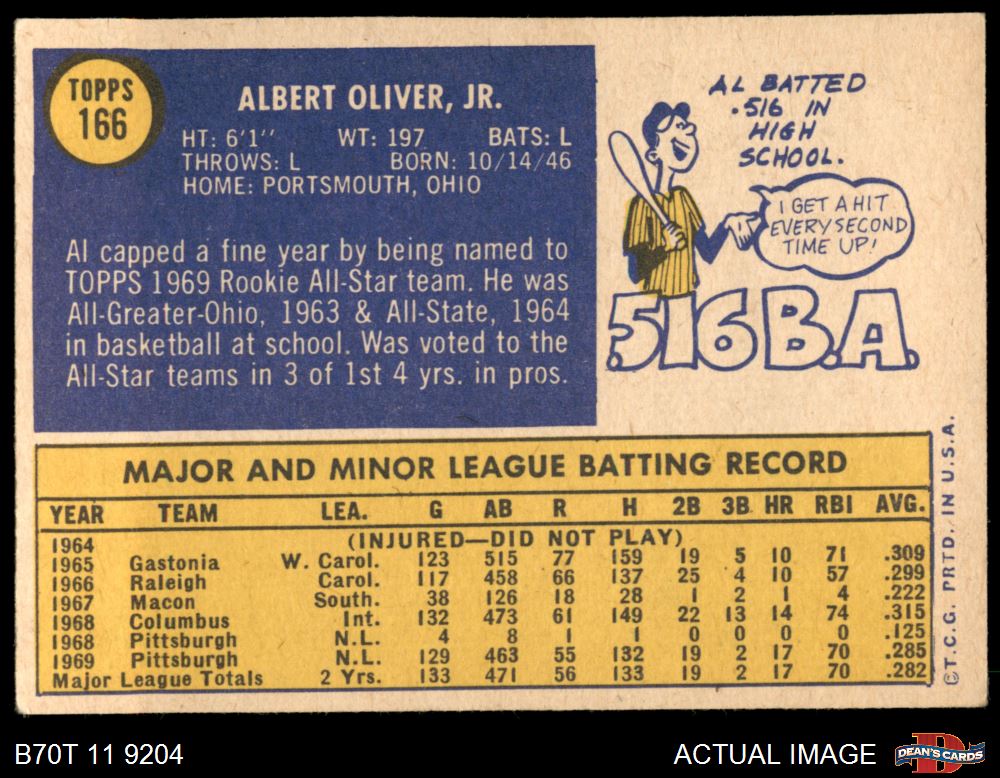 TOPPS
166
ALBERT OLIVER, JR.
HT: 6'1" WT: 197 BATS: L
THROWS: L BORN: 10/14/46
HOME: PORTSMOUTH, OHIO
Al capped a fine year by being named to
TOPPS 1969 Rookie All-Star team. He was
All-Greater-Ohio, 1963 & All-State, 1964
in basketball at school. Was voted to the
All-Star teams in 3 of 1st 4 yrs. in pros.
AL BATTED
.516 IN
HIGH
SCHOOL.
I GET A HIT
EVERY SECOND
TIME UP!
.516 B.A.
MAJOR AND MINOR LEAGUE BATTING RECORD
YEAR TEAM LEA. G AB R H 2B 3B HR RBI AVG.
1964 (INJURED—DID NOT PLAY)
1965 Gastonia W. Carol. 123 515 77 159 19 5 10 71 .309
1966 Raleigh Carol. 117 458 66 137 25 4 10 57 .299
1967 Macon South. 38 126 18 28 1 2 1 4 .222
1968 Columbus Int. 132 473 61 149 22 13 14 74 .315
1968 Pittsburgh N.L. 4 8 1 1 0 0 0 0 .125
1969 Pittsburgh N.L. 129 463 55 132 19 2 17 70 .285
Major League Totals 2 Yrs. 133 471 56 133 19 2 17 70 .282
©T.C.G. PRTD. IN U.S.A.
B70T 11 9204
ACTUAL IMAGE
DEAN'S CARDS